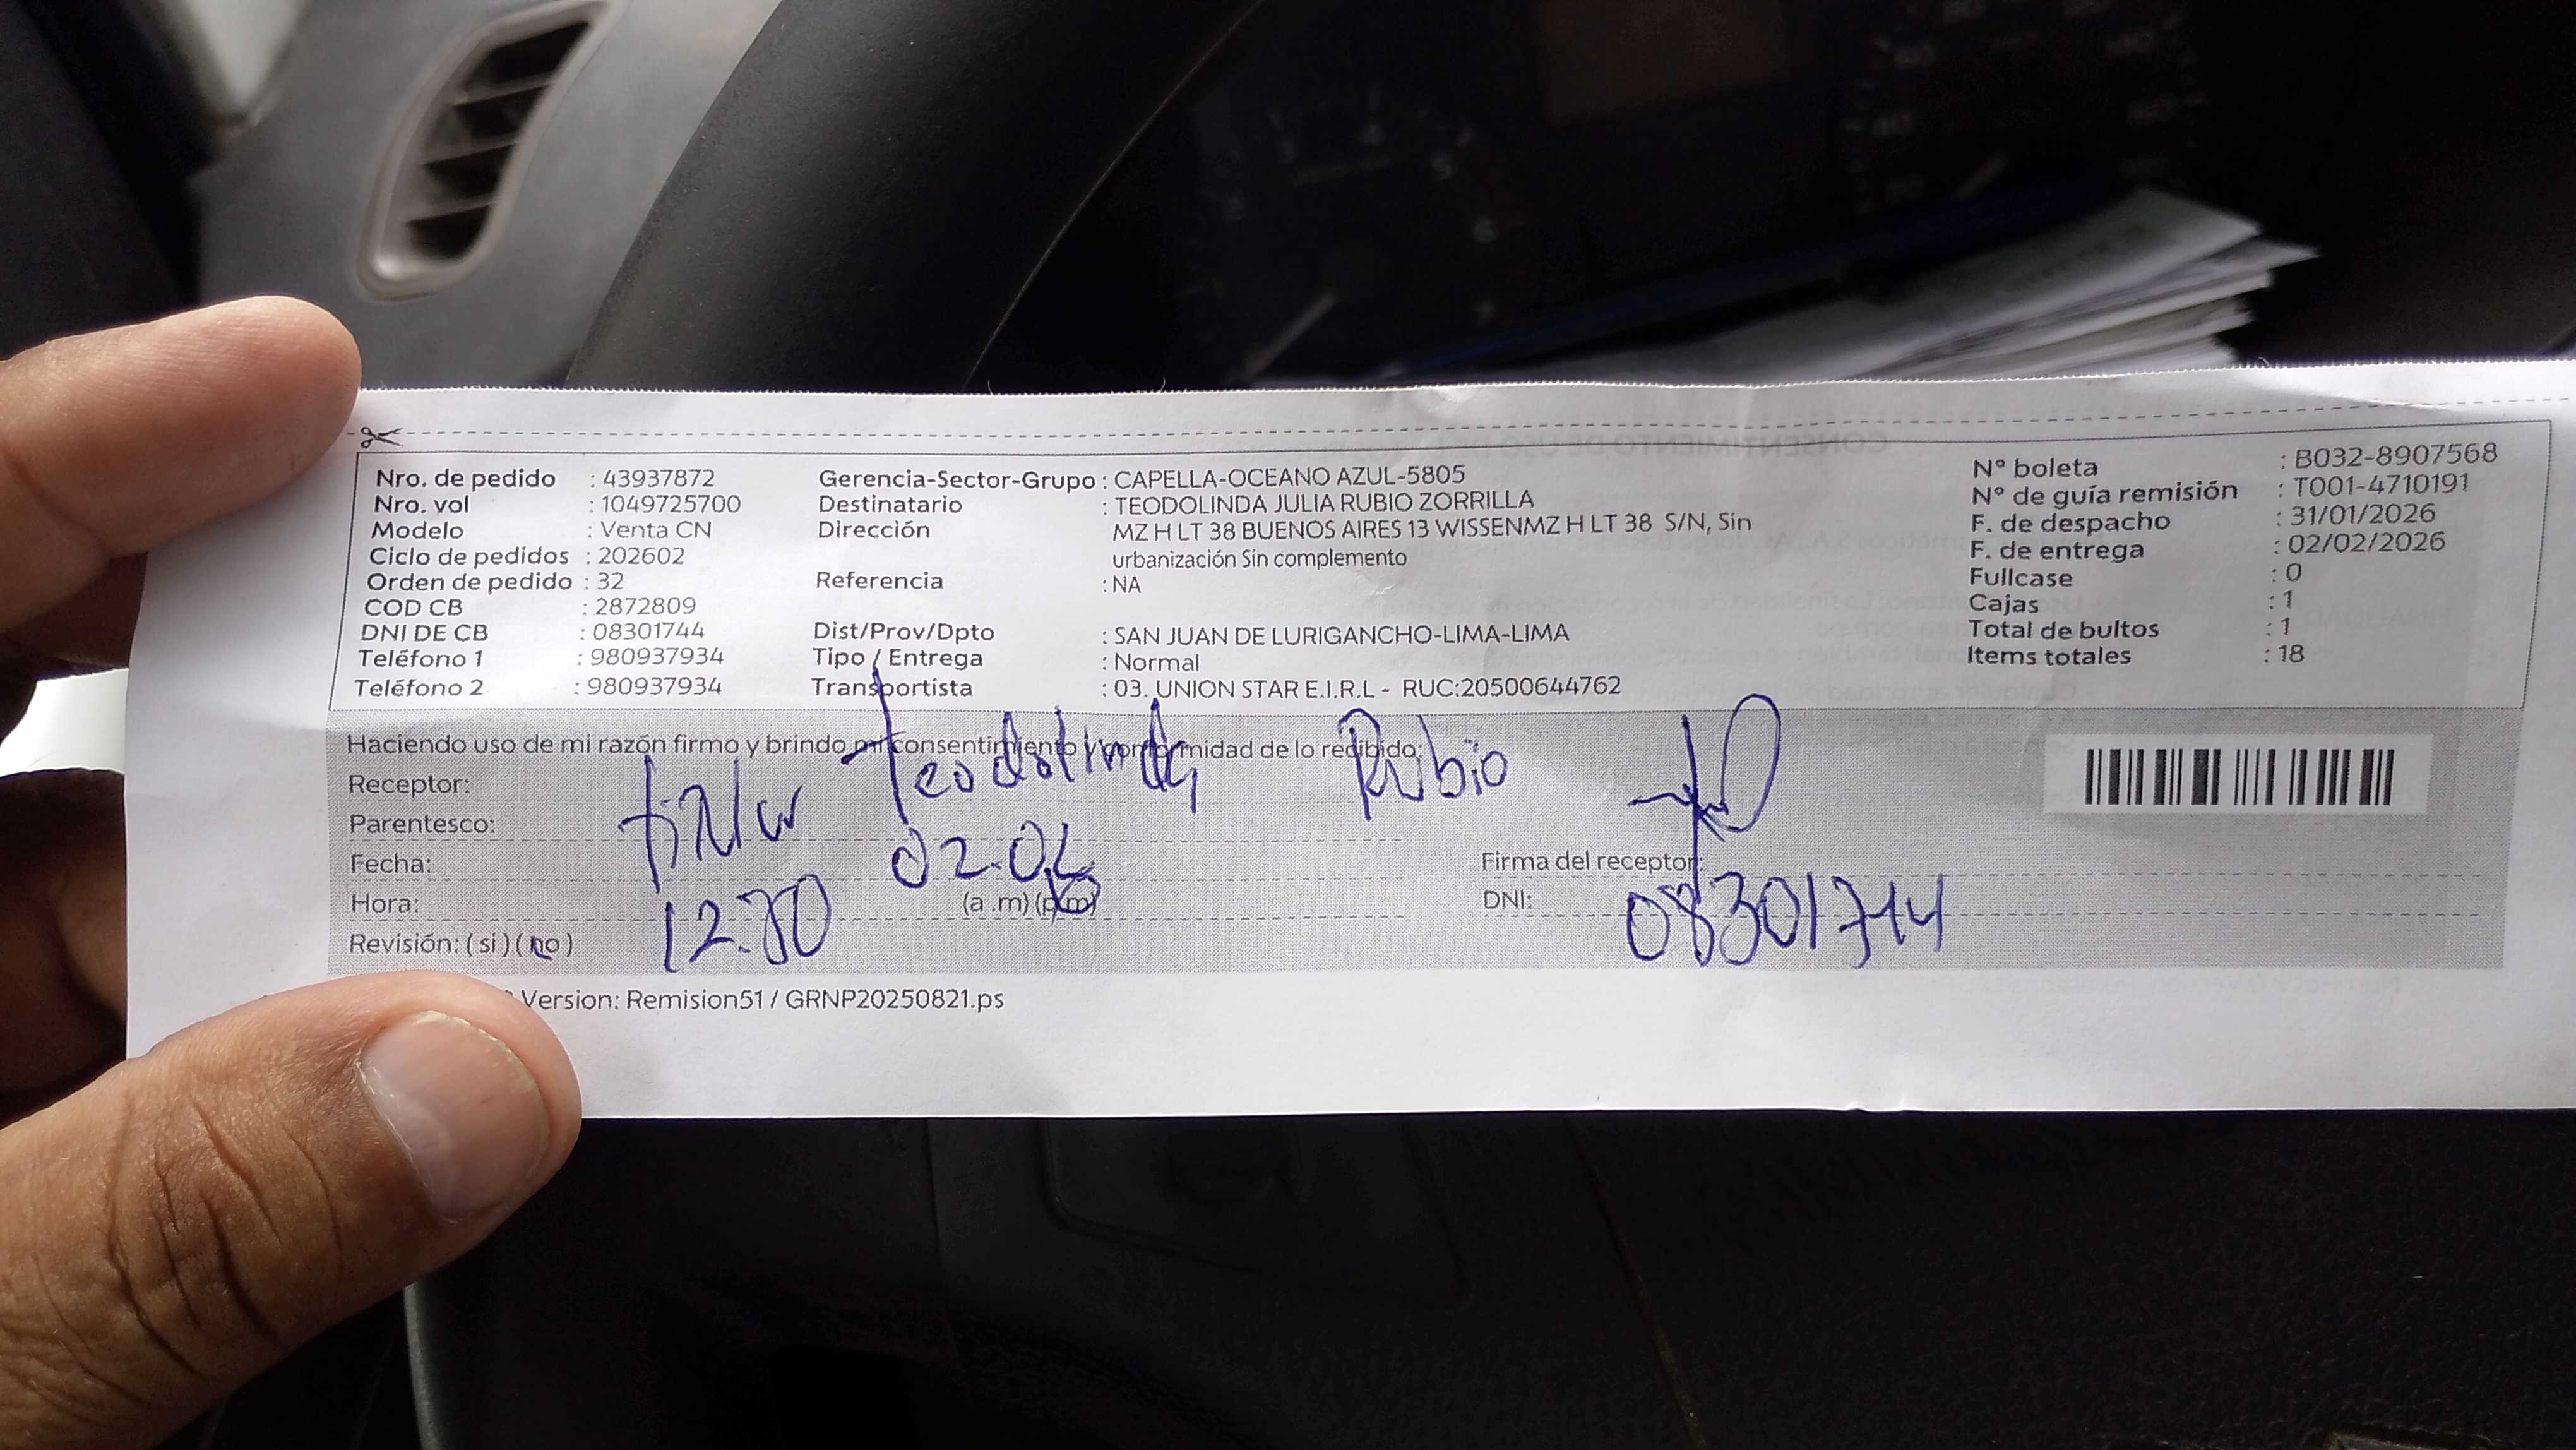 Nro. de pedido : 43937872
Nro. vol : 1049725700
Modelo : Venta CN
Ciclo de pedidos : 202602
Orden de pedido : 32
COD CB : 2872809
DNI DE CB : 08301744
Teléfono 1 : 980937934
Teléfono 2 : 980937934
Gerencia-Sector-Grupo : CAPELLA-OCEANO AZUL-5805
Destinatario : TEODOLINDA JULIA RUBIO ZORRILLA
Dirección MZ H LT 38 BUENOS AIRES 13 WISSENMZ H LT 38 S/N, Sin
urbanización Sin complemento
Referencia : NA
Dist/Prov/Dpto : SAN JUAN DE LURIGANCHO-LIMA-LIMA
Tipo / Entrega : Normal
Transportista : 03. UNION STAR E.I.R.L - RUC:20500644762
N° boleta : B032-8907568
N° de guía remisión : T001-4710191
F. de despacho : 31/01/2026
F. de entrega : 02/02/2026
Fullcase : 0
Cajas : 1
Total de bultos : 1
Items totales : 18
Haciendo uso de mi razón firmo y brindo mi consentimiento y conformidad de lo recibido:
Receptor: Teodolinda Rubio
Parentesco:
Fecha: 02.02
Hora: 12:30 (a.m) (p.m)
Revisión: (si) (no)
Firma del receptor:
DNI: 08301744
Version: Remision51 / GRNP20250821.ps